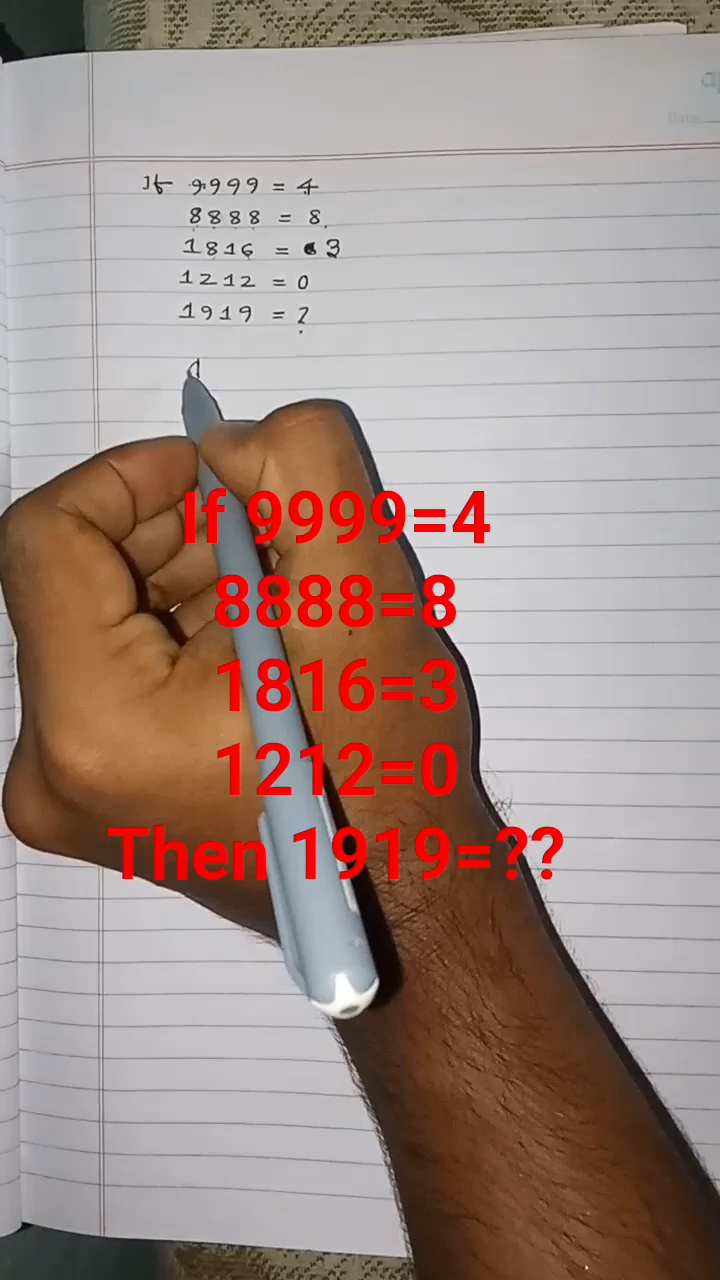 If 9999 = 4
8888 = 8
1816 = 3
1212 = 0
1919 = ?
If 9999=4
8888=8
1816=3
1212=0
Then 1919=??
Date